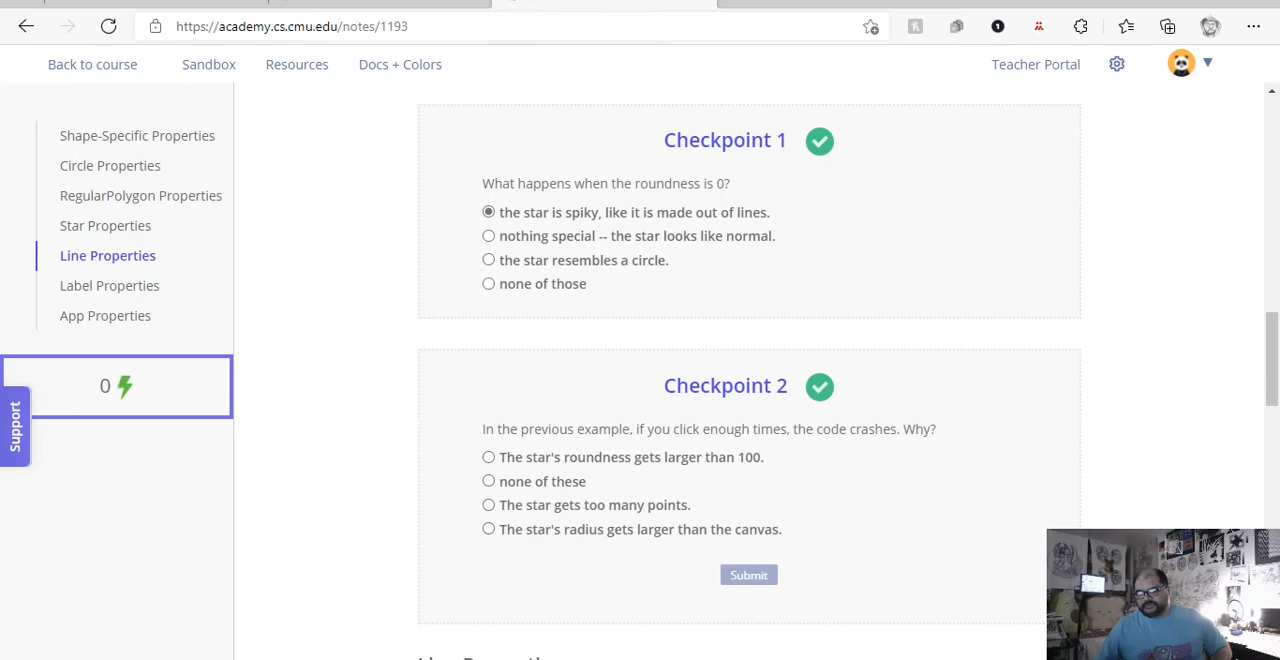 https://academy.cs.cmu.edu/notes/1193
Back to course
Sandbox
Resources
Docs + Colors
Teacher Portal
Shape-Specific Properties
Circle Properties
RegularPolygon Properties
Star Properties
Line Properties
Label Properties
App Properties
0
Support
Checkpoint 1
What happens when the roundness is 0?
the star is spiky, like it is made out of lines.
nothing special -- the star looks like normal.
the star resembles a circle.
none of those
Checkpoint 2
In the previous example, if you click enough times, the code crashes. Why?
The star's roundness gets larger than 100.
none of these
The star gets too many points.
The star's radius gets larger than the canvas.
Submit